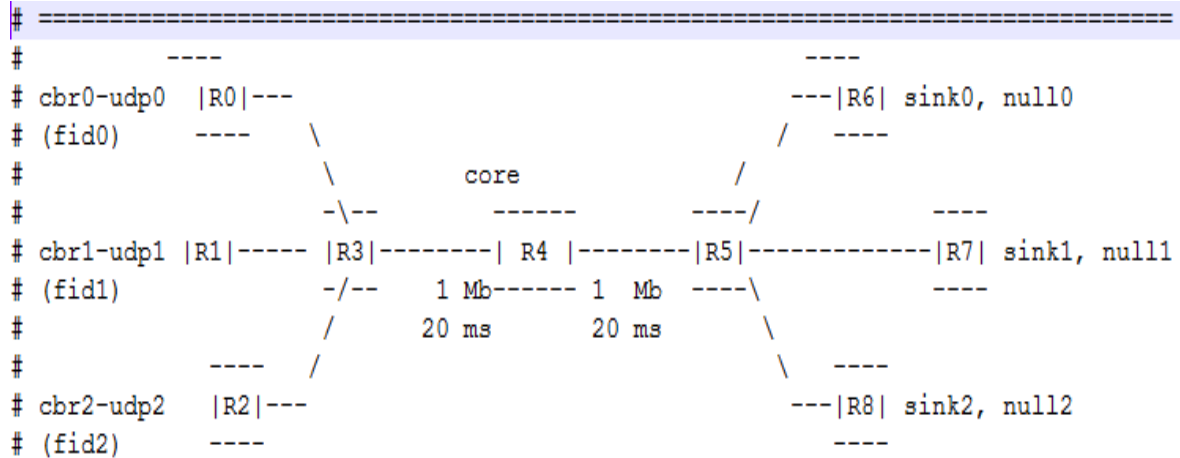 # ================================================================================
#           ----                                          ----
# cbr0-udp0  |R0|---                                   ---|R6| sink0, null0
# (fid0)     ----     \                                /   ----
#                      \         core               /
#                      -\--        ------        ----/            ----
# cbr1-udp1 |R1|----- |R3|--------| R4 |--------|R5|-------------|R7| sink1, null1
# (fid1)               -/--    1 Mb------ 1  Mb  ----\            ----
#                      /      20 ms       20 ms       \
#             ----   /                                 \   ----
# cbr2-udp2   |R2|---                                  ---|R8| sink2, null2
# (fid2)      ----                                        ----